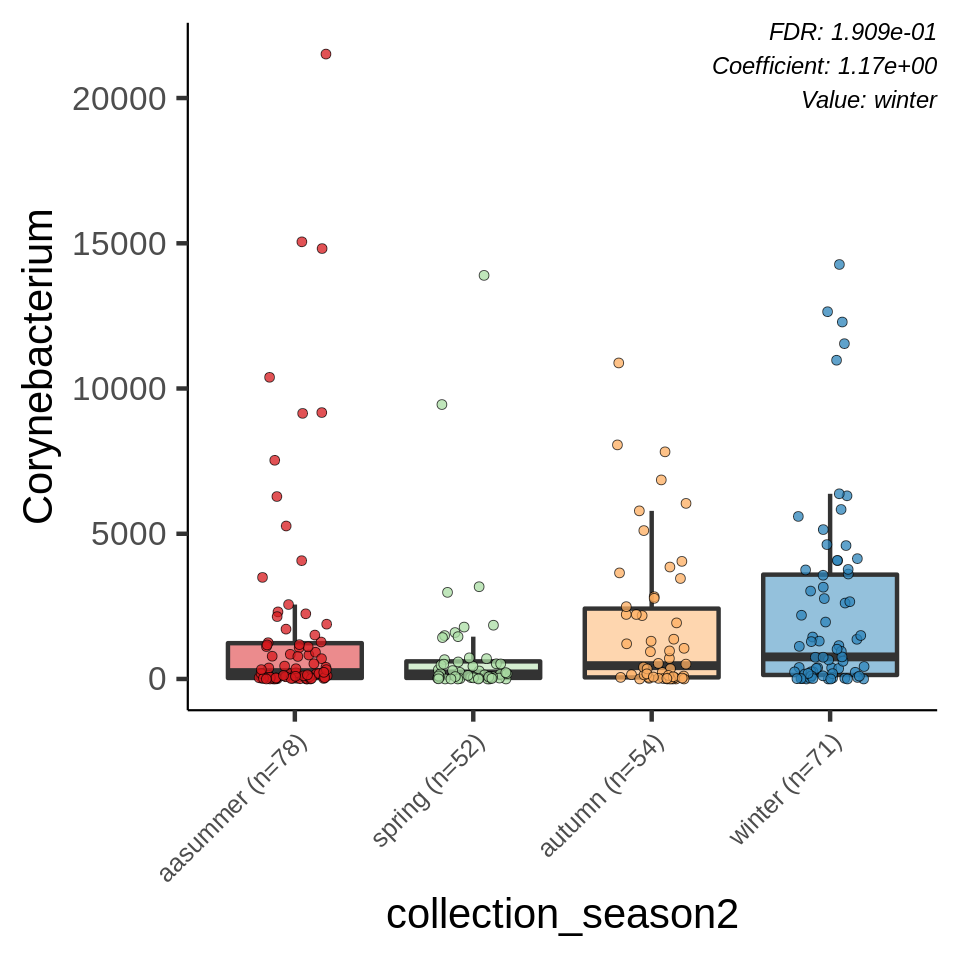 FDR: 1.909e-01
Coefficient: 1.17e+00
Value: winter
20000
15000
10000
5000
0
Corynebacterium
aasummer (n=78)
spring (n=52)
autumn (n=54)
winter (n=71)
collection_season2